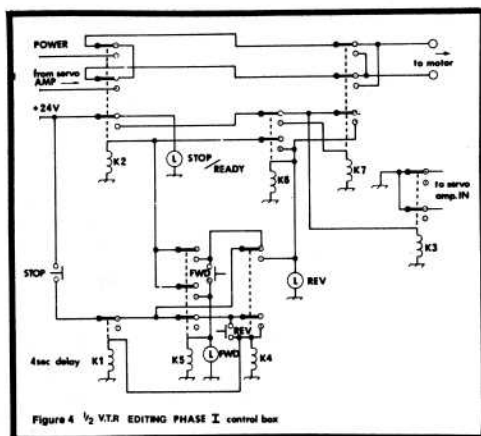 POWER
from servo
AMP
to motor
+24V
L STOP
/READY
K2
K6
K7
to servo
amp. IN
K3
STOP
FWD
L REV
REV
4sec delay
K1
K5
L FWD
K4
Figure 4 ½ V.T.R EDITING PHASE I control box